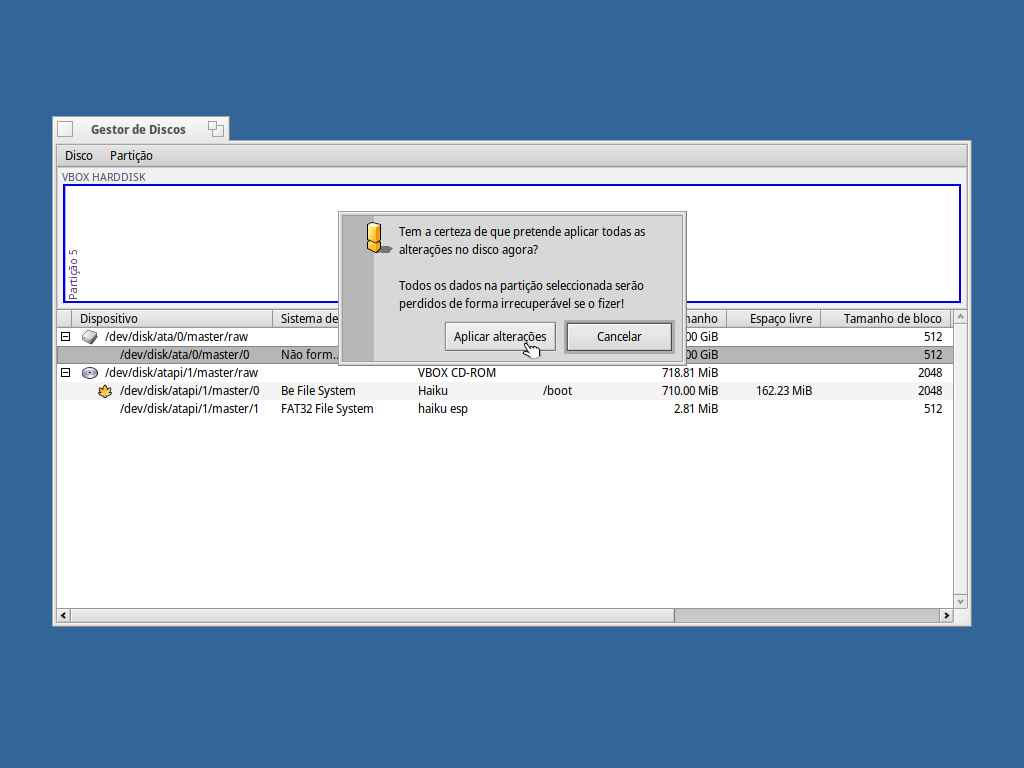 Gestor de Discos
Disco Partição
VBOX HARDDISK
Partição 5
Tem a certeza de que pretende aplicar todas as
alterações no disco agora?
Todos os dados na partição seleccionada serão
perdidos de forma irrecuperável se o fizer!
Aplicar alterações Cancelar
Dispositivo Sistema de manho Espaço livre Tamanho de bloco
/dev/disk/ata/0/master/raw 00 GiB 512
/dev/disk/ata/0/master/0 Não form... 00 GiB 512
/dev/disk/atapi/1/master/raw VBOX CD-ROM 718.81 MiB 2048
/dev/disk/atapi/1/master/0 Be File System Haiku /boot 710.00 MiB 162.23 MiB 2048
/dev/disk/atapi/1/master/1 FAT32 File System haiku esp 2.81 MiB 512